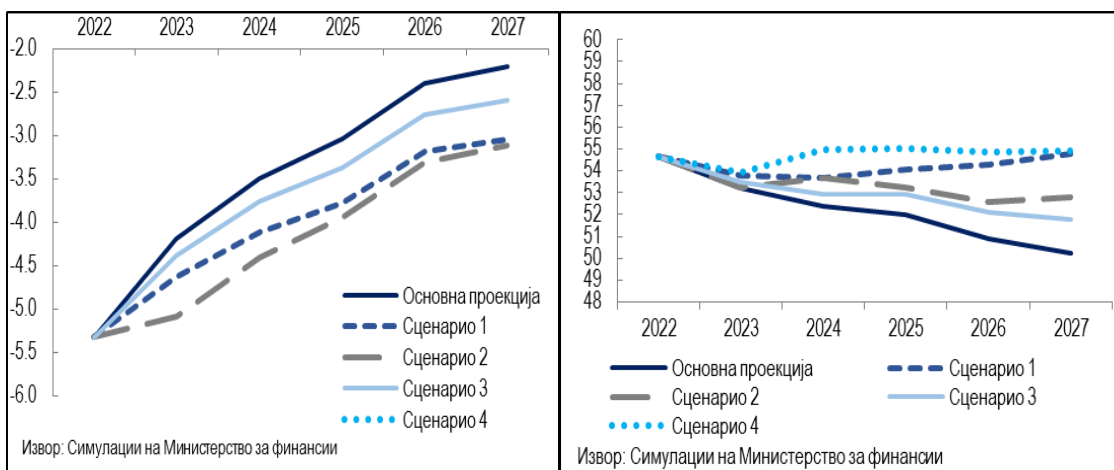 2022 2023 2024 2025 2026 2027
-2.0
-2.5
-3.0
-3.5
-4.0
-4.5
-5.0
-5.5
-6.0
Основна проекција
Сценарио 1
Сценарио 2
Сценарио 3
Сценарио 4
Извор: Симулации на Министерство за финансии
60
59
58
57
56
55
54
53
52
51
50
49
48
2022 2023 2024 2025 2026 2027
Основна проекција Сценарио 1
Сценарио 2 Сценарио 3
Сценарио 4
Извор: Симулации на Министерство за финансии